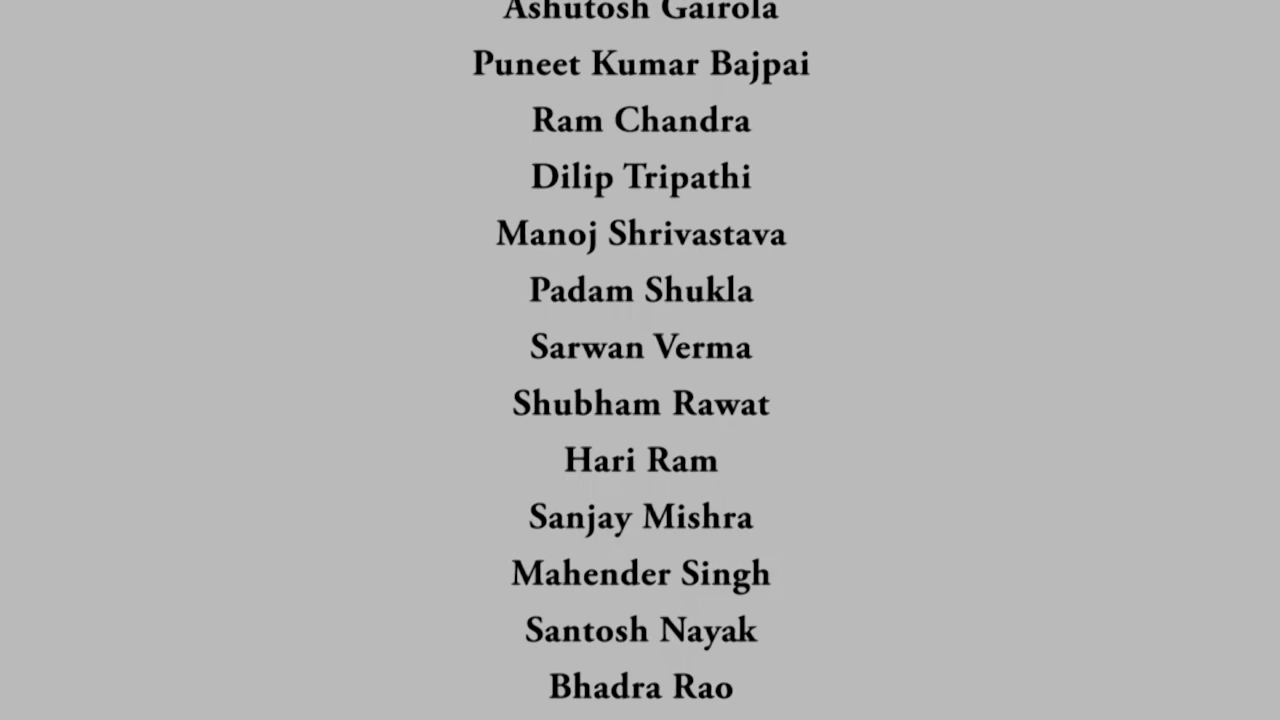 Ashutosh Gairola
Puneet Kumar Bajpai
Ram Chandra
Dilip Tripathi
Manoj Shrivastava
Padam Shukla
Sarwan Verma
Shubham Rawat
Hari Ram
Sanjay Mishra
Mahender Singh
Santosh Nayak
Bhadra Rao